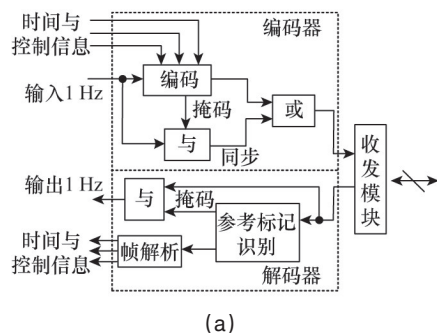 时间与
控制信息
编码器
输入1 Hz
编码
掩码
或
与
同步
收发模块
输出1 Hz
与
掩码
参考标记
识别
时间与
控制信息
帧解析
解码器
(a)